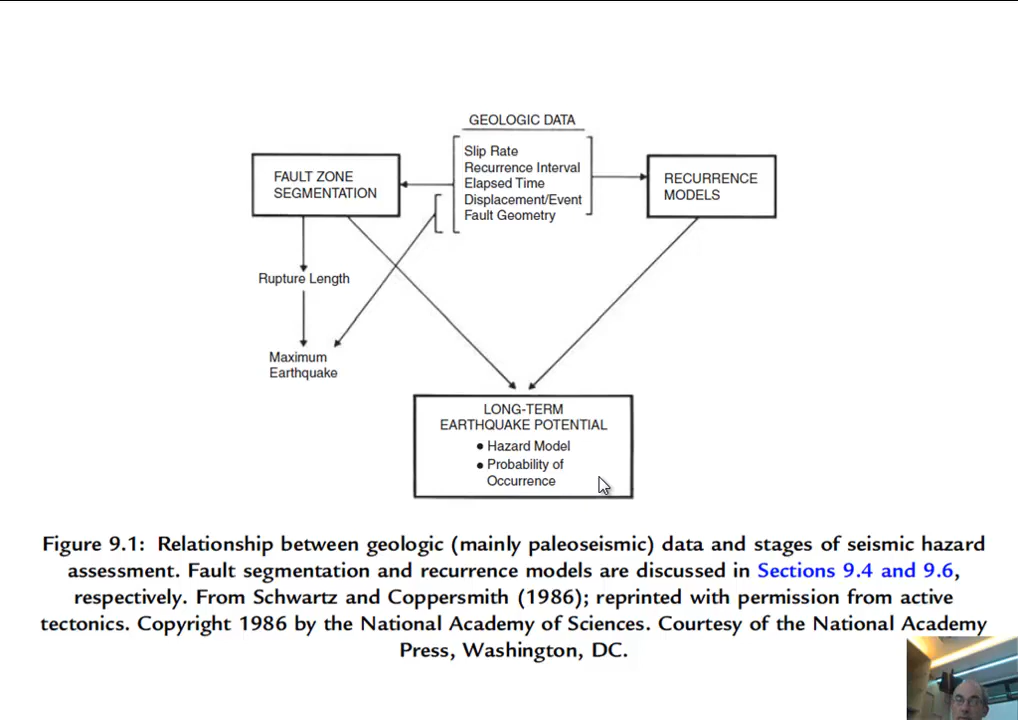 GEOLOGIC DATA
Slip Rate
Recurrence Interval
Elapsed Time
Displacement/Event
Fault Geometry
FAULT ZONE
SEGMENTATION
RECURRENCE
MODELS
Rupture Length
Maximum
Earthquake
LONG-TERM
EARTHQUAKE POTENTIAL
● Hazard Model
● Probability of
Occurrence
Figure 9.1: Relationship between geologic (mainly paleoseismic) data and stages of seismic hazard
assessment. Fault segmentation and recurrence models are discussed in Sections 9.4 and 9.6,
respectively. From Schwartz and Coppersmith (1986); reprinted with permission from active
tectonics. Copyright 1986 by the National Academy of Sciences. Courtesy of the National Academy
Press, Washington, DC.